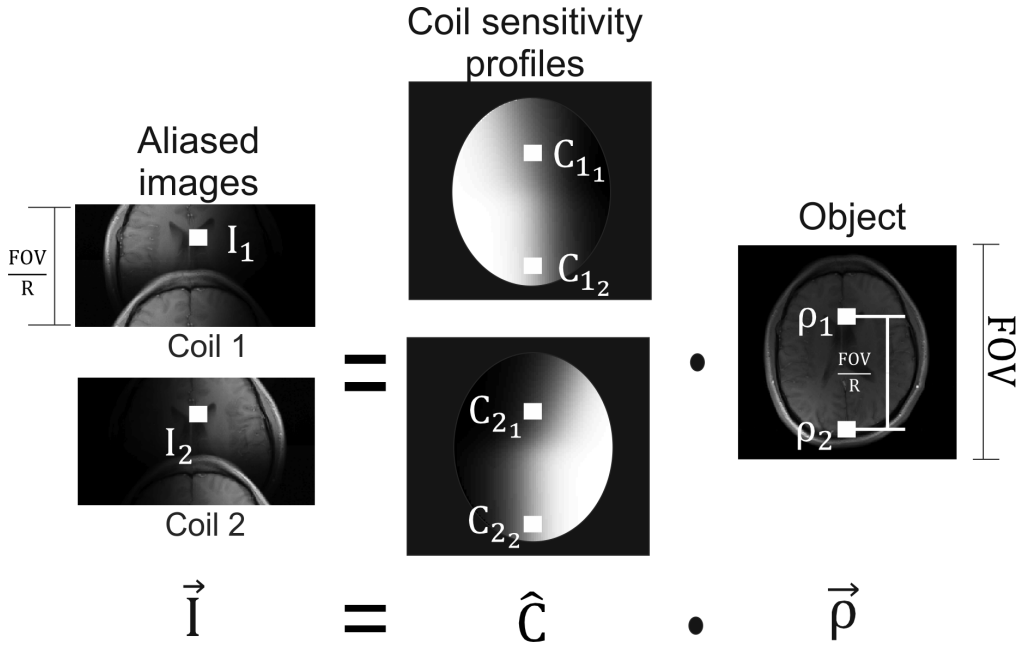 Coil sensitivity
profiles
Aliased
images
Object
FOV
R
I₁
Coil 1
I₂
Coil 2
=
C₁₁
C₁₂
C₂₁
C₂₂
•
ρ₁
FOV
R
ρ₂
FOV
I⃗ = Ĉ • ρ⃗